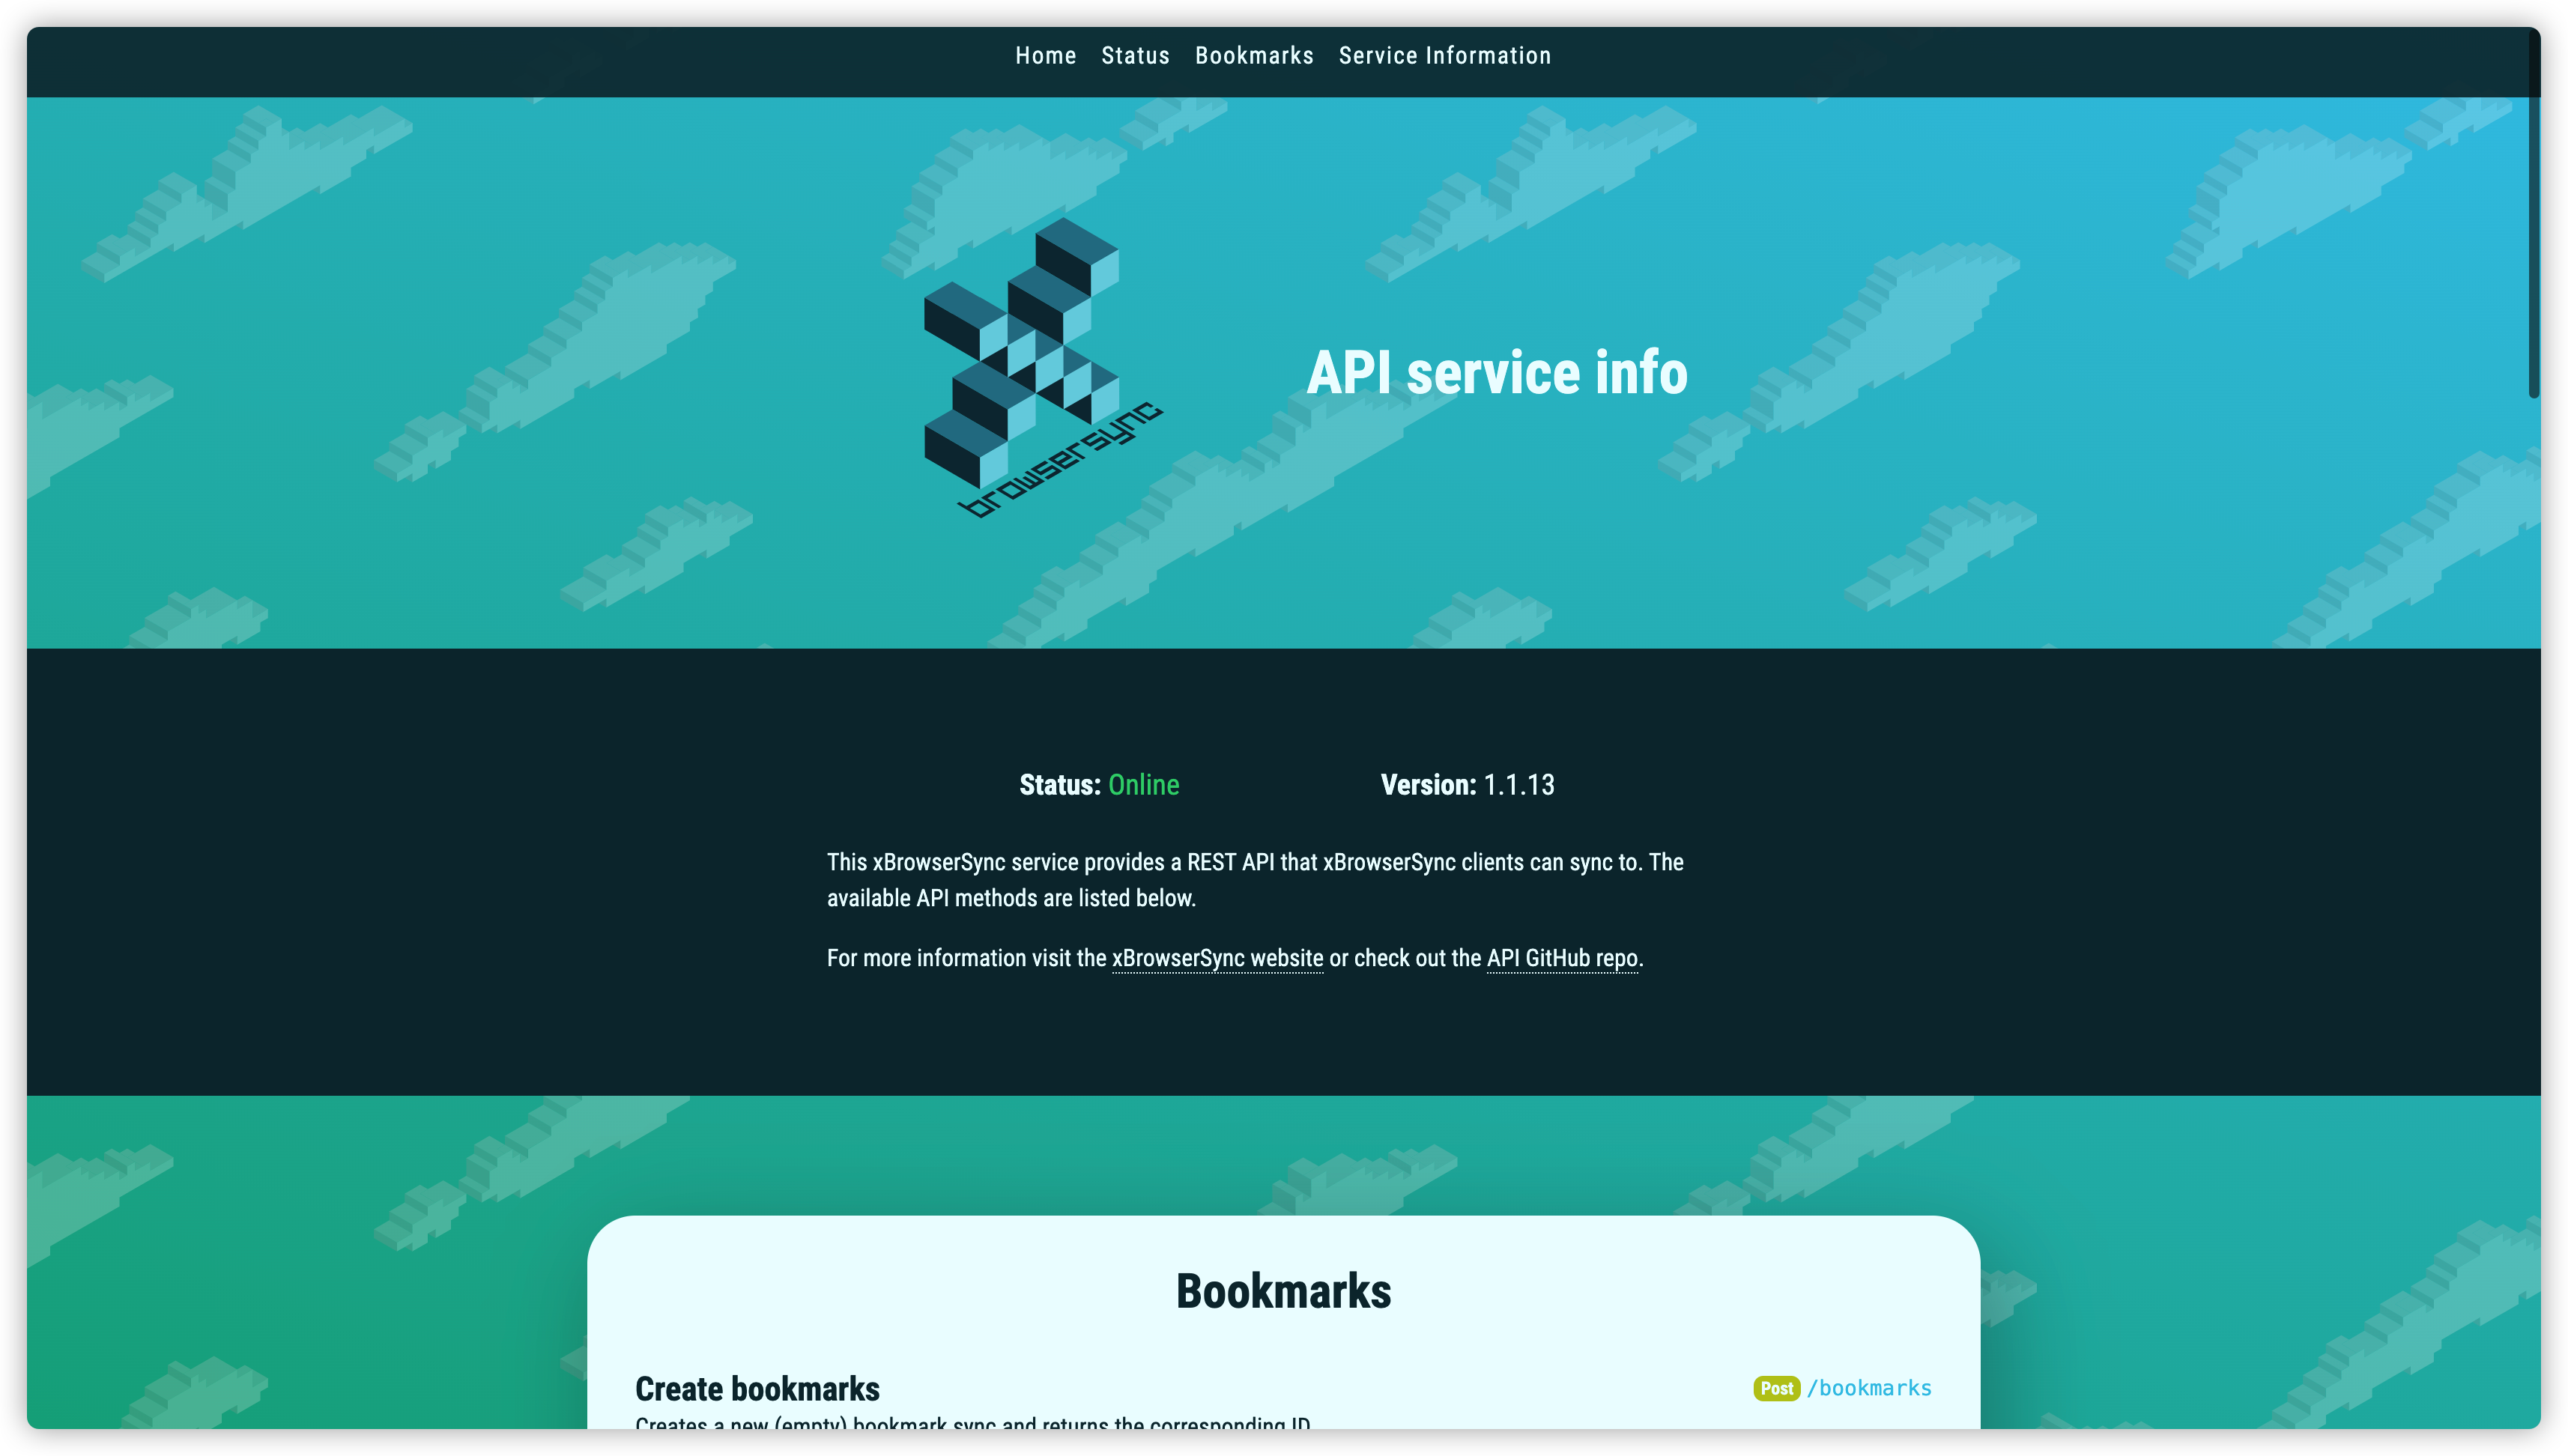 Home Status Bookmarks Service Information
browsersync
API service info
Status: Online
Version: 1.1.13
This xBrowserSync service provides a REST API that xBrowserSync clients can sync to. The
available API methods are listed below.
For more information visit the xBrowserSync website or check out the API GitHub repo.
Bookmarks
Create bookmarks
Post /bookmarks
Creates a new (empty) bookmark sync and returns the corresponding ID.